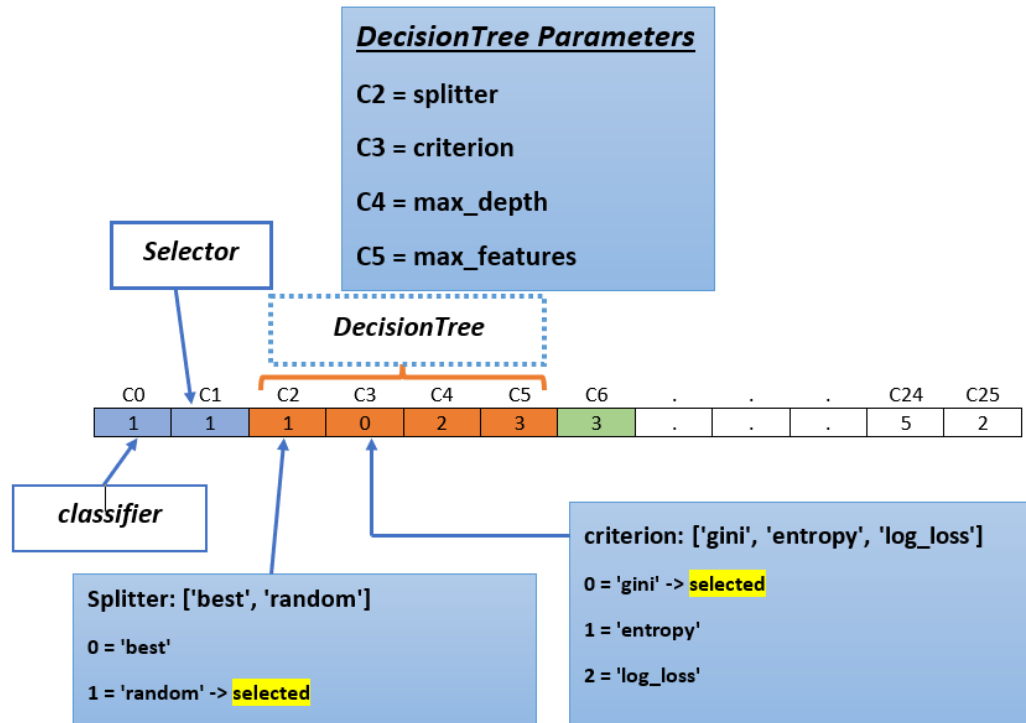 DecisionTree Parameters
C2 = splitter
C3 = criterion
C4 = max_depth
C5 = max_features
Selector
DecisionTree
C0 C1 C2 C3 C4 C5 C6 . . . C24 C25
1 1 1 0 2 3 3 . . . 5 2
classifier
Splitter: ['best', 'random']
0 = 'best'
1 = 'random' -> selected
criterion: ['gini', 'entropy', 'log_loss']
0 = 'gini' -> selected
1 = 'entropy'
2 = 'log_loss'